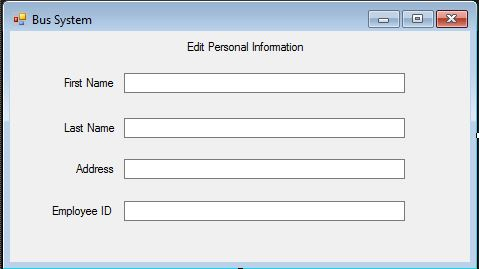 Bus System
Edit Personal Information
First Name
Last Name
Address
Employee ID